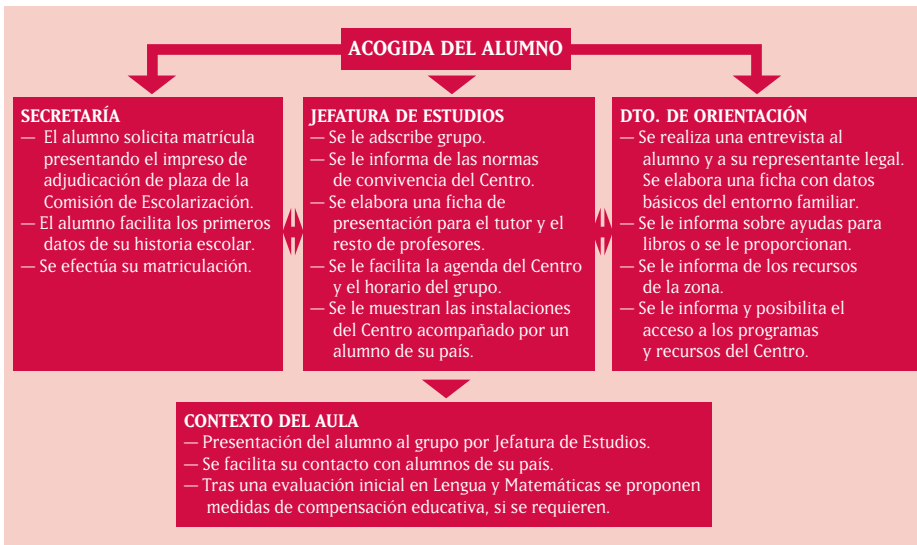 ACOGIDA DEL ALUMNO
SECRETARÍA
— El alumno solicita matrícula
presentando el impreso de
adjudicación de plaza de la
Comisión de Escolarización.
— El alumno facilita los primeros
datos de su historia escolar.
— Se efectúa su matriculación.
JEFATURA DE ESTUDIOS
— Se le adscribe grupo.
— Se le informa de las normas
de convivencia del Centro.
— Se elabora una ficha de
presentación para el tutor y el
resto de profesores.
— Se le facilita la agenda del Centro
y el horario del grupo.
— Se le muestran las instalaciones
del Centro acompañado por un
alumno de su país.
DTO. DE ORIENTACIÓN
— Se realiza una entrevista al
alumno y a su representante legal.
Se elabora una ficha con datos
básicos del entorno familiar.
— Se le informa sobre ayudas para
libros o se le proporcionan.
— Se le informa de los recursos
de la zona.
— Se le informa y posibilita el
acceso a los programas
y recursos del Centro.
CONTEXTO DEL AULA
— Presentación del alumno al grupo por Jefatura de Estudios.
— Se facilita su contacto con alumnos de su país.
— Tras una evaluación inicial en Lengua y Matemáticas se proponen
medidas de compensación educativa, si se requieren.